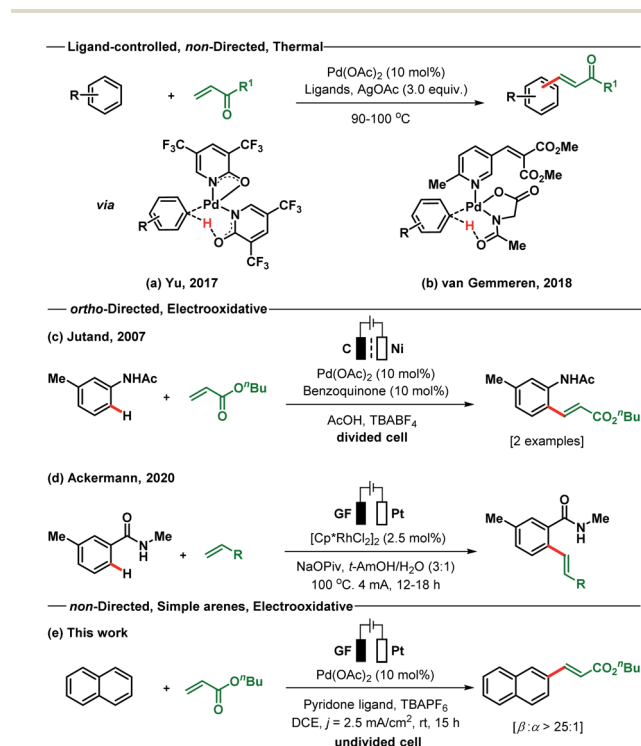 Ligand-controlled, non-Directed, Thermal
R
+
R¹
O
Pd(OAc)₂ (10 mol%)
Ligands, AgOAc (3.0 equiv.)
90-100 °C
R
O
R¹
via
CF₃
CF₃
N
O
Pd
R
H
N
O
CF₃
CF₃
(a) Yu, 2017
CO₂Me
CO₂Me
Me
N
O
O
Pd
R
H
N
O
Me
(b) van Gemmeren, 2018
ortho-Directed, Electrooxidative
(c) Jutand, 2007
Me
NHAc
H
+
OⁿBu
O
C
Ni
Pd(OAc)₂ (10 mol%)
Benzoquinone (10 mol%)
AcOH, TBABF₄
divided cell
Me
NHAc
CO₂ⁿBu
[2 examples]
(d) Ackermann, 2020
O
Me
N
Me
H
H
+
R
GF
Pt
[Cp*RhCl₂]₂ (2.5 mol%)
NaOPiv, t-AmOH/H₂O (3:1)
100 °C. 4 mA, 12-18 h
O
Me
N
Me
H
R
non-Directed, Simple arenes, Electrooxidative
(e) This work
+
OⁿBu
O
GF
Pt
Pd(OAc)₂ (10 mol%)
Pyridone ligand, TBAPF₆
DCE, j = 2.5 mA/cm², rt, 15 h
undivided cell
CO₂ⁿBu
[β:α > 25:1]